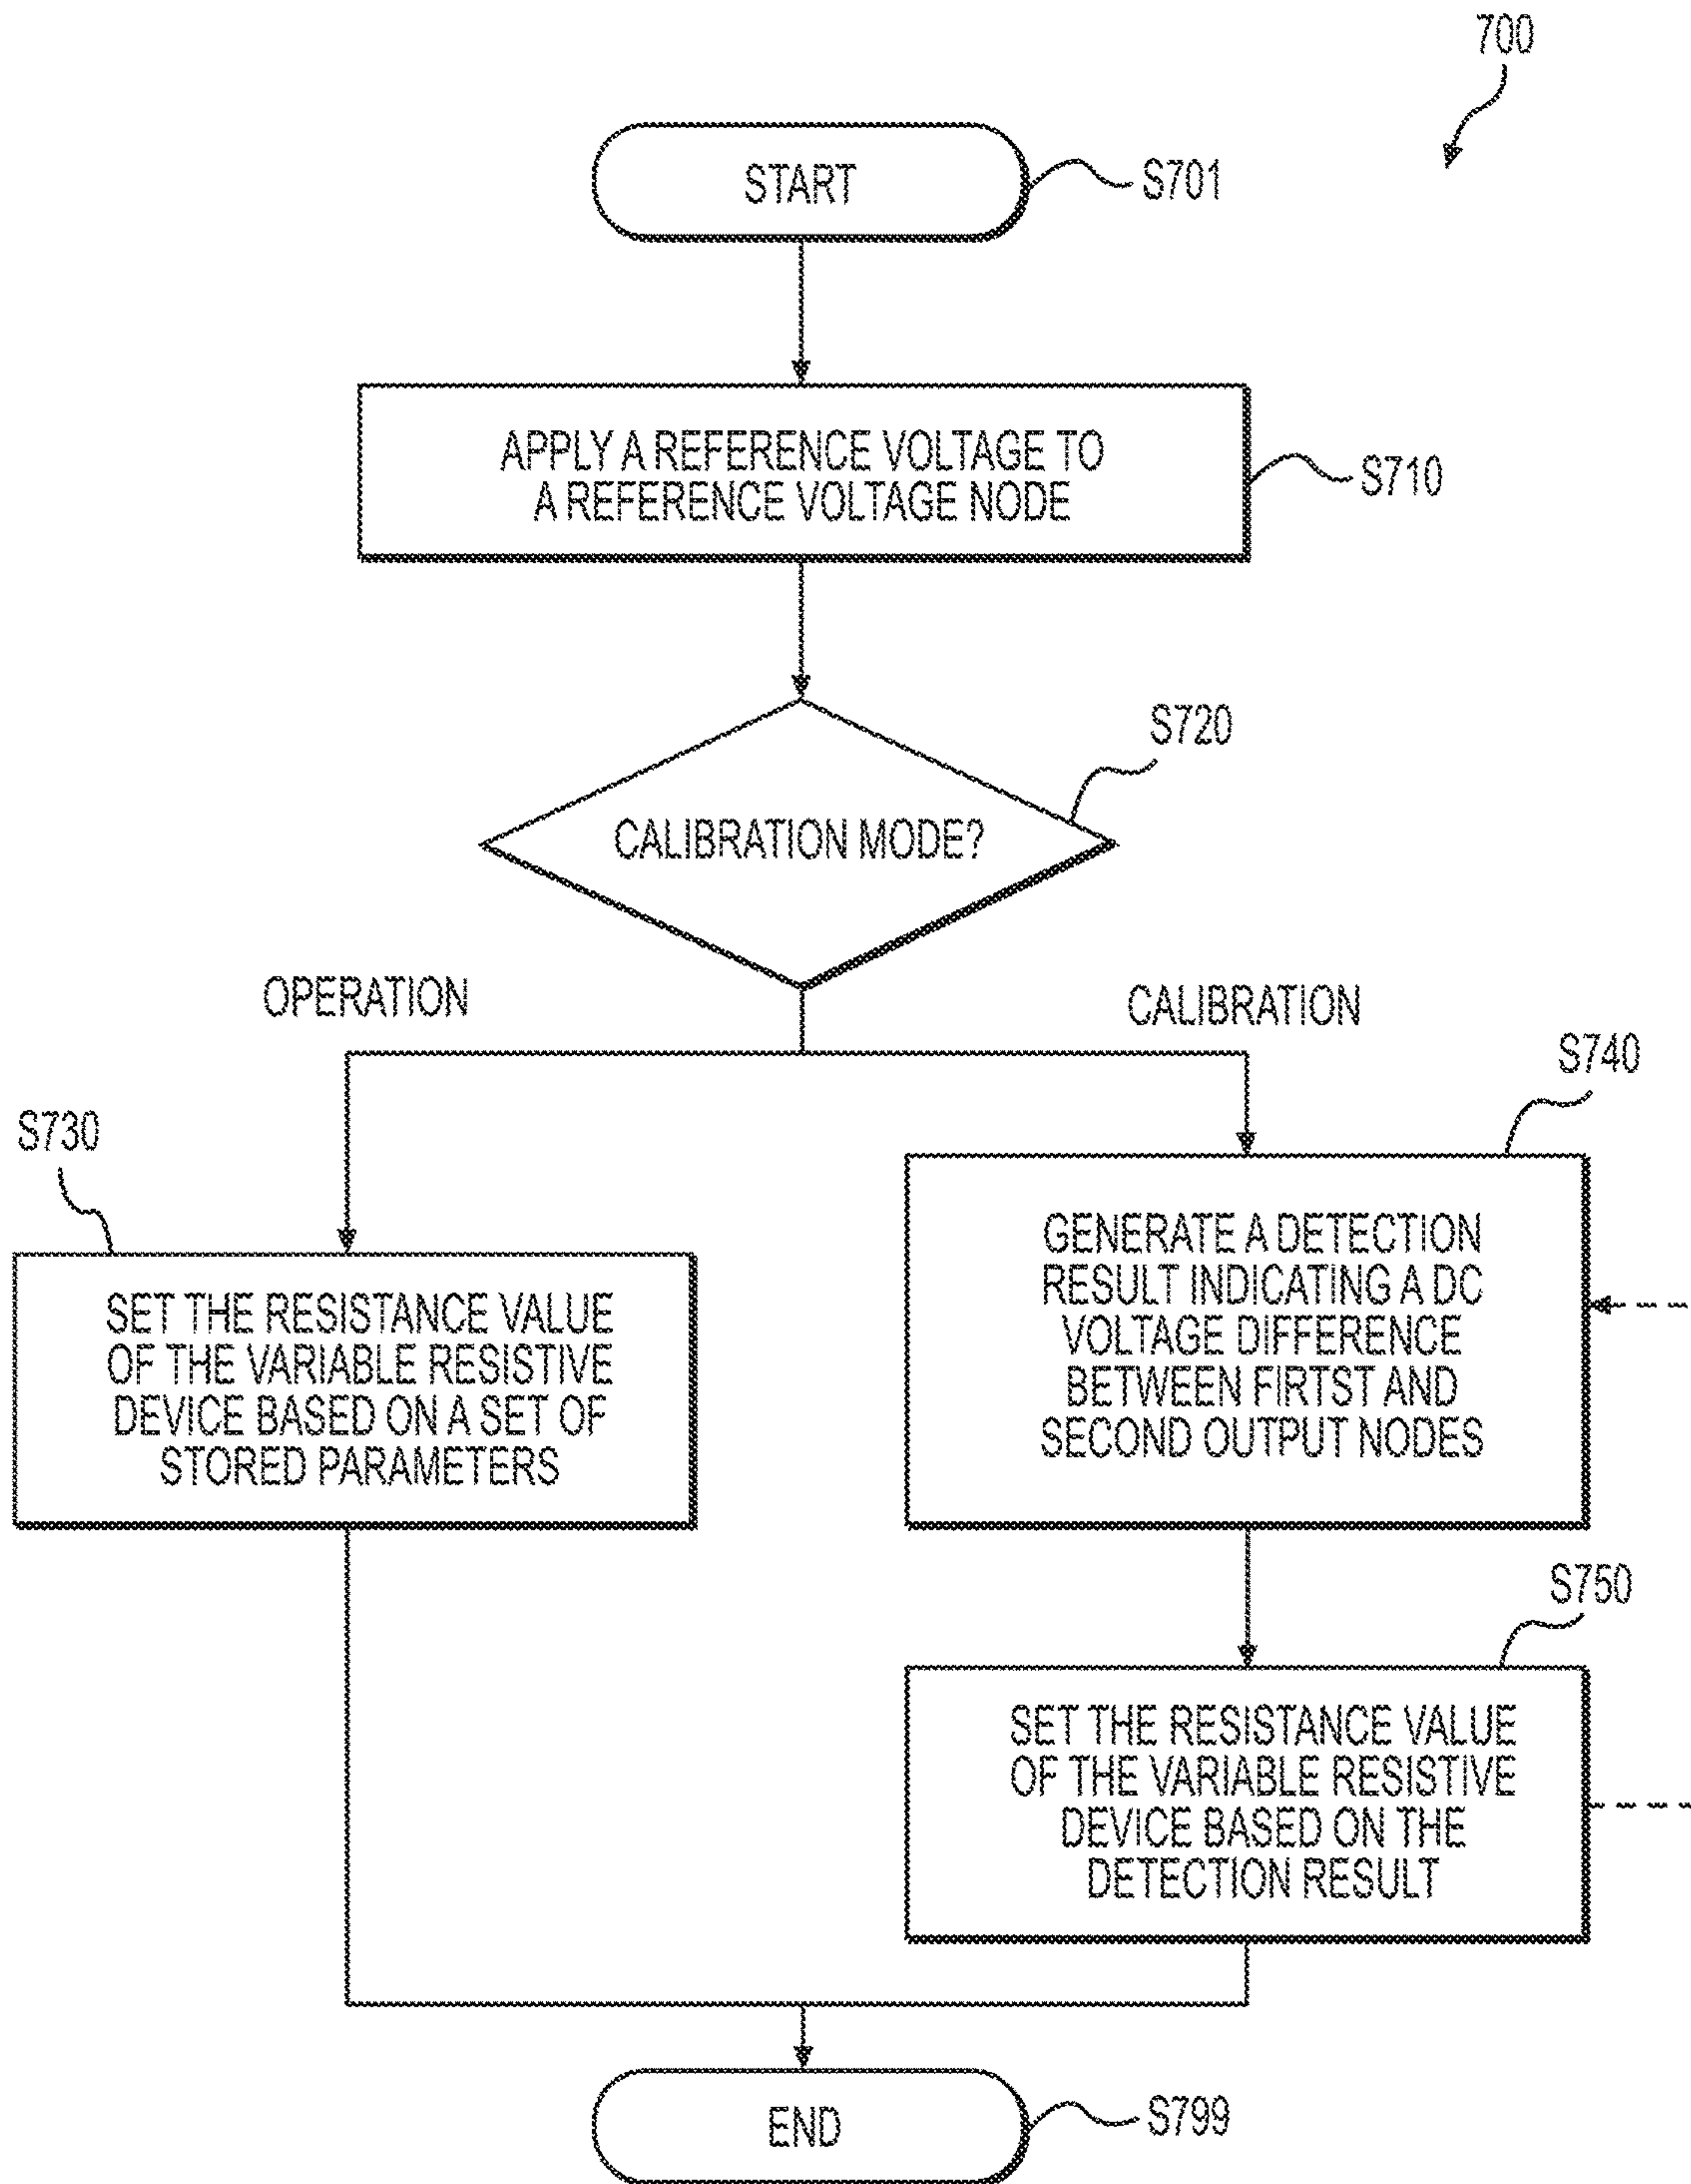 700
START
S701
APPLY A REFERENCE VOLTAGE TO
A REFERENCE VOLTAGE NODE
S710
S720
CALIBRATION MODE?
OPERATION
CALIBRATION
S730
SET THE RESISTANCE VALUE
OF THE VARIABLE RESISTIVE
DEVICE BASED ON A SET OF
STORED PARAMETERS
S740
GENERATE A DETECTION
RESULT INDICATING A DC
VOLTAGE DIFFERENCE
BETWEEN FIRTST AND
SECOND OUTPUT NODES
S750
SET THE RESISTANCE VALUE
OF THE VARIABLE RESISTIVE
DEVICE BASED ON THE
DETECTION RESULT
END
S799